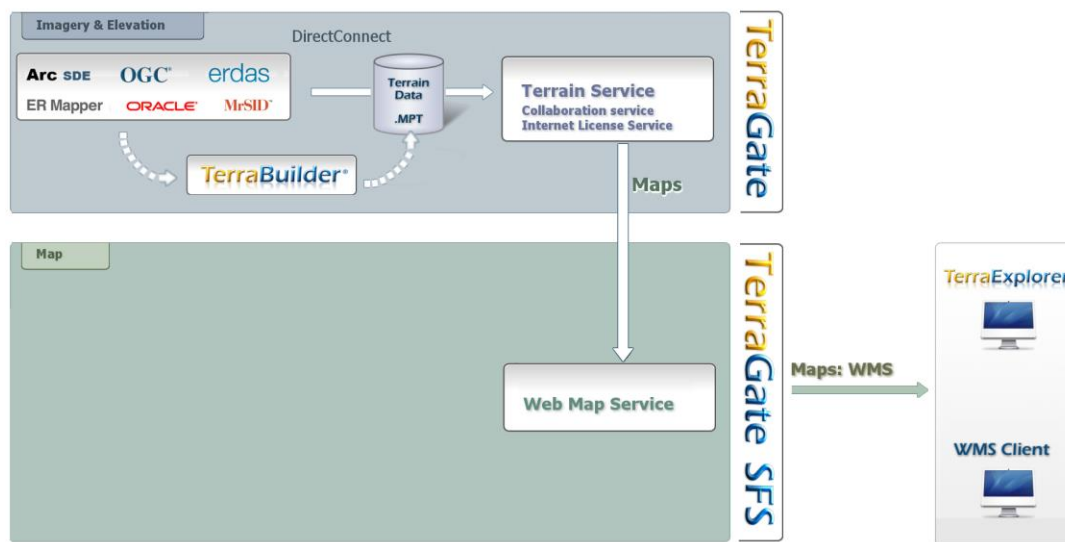 Imagery & Elevation
DirectConnect
Arc SDE OGC® erdas
ER Mapper ORACLE® MrSID™
Terrain
Data
.MPT
Terrain Service
Collaboration service
Internet License Service
TerraBuilder®
Maps
TerraGate
Map
Web Map Service
TerraGate SFS
Maps: WMS
TerraExplorer
WMS Client